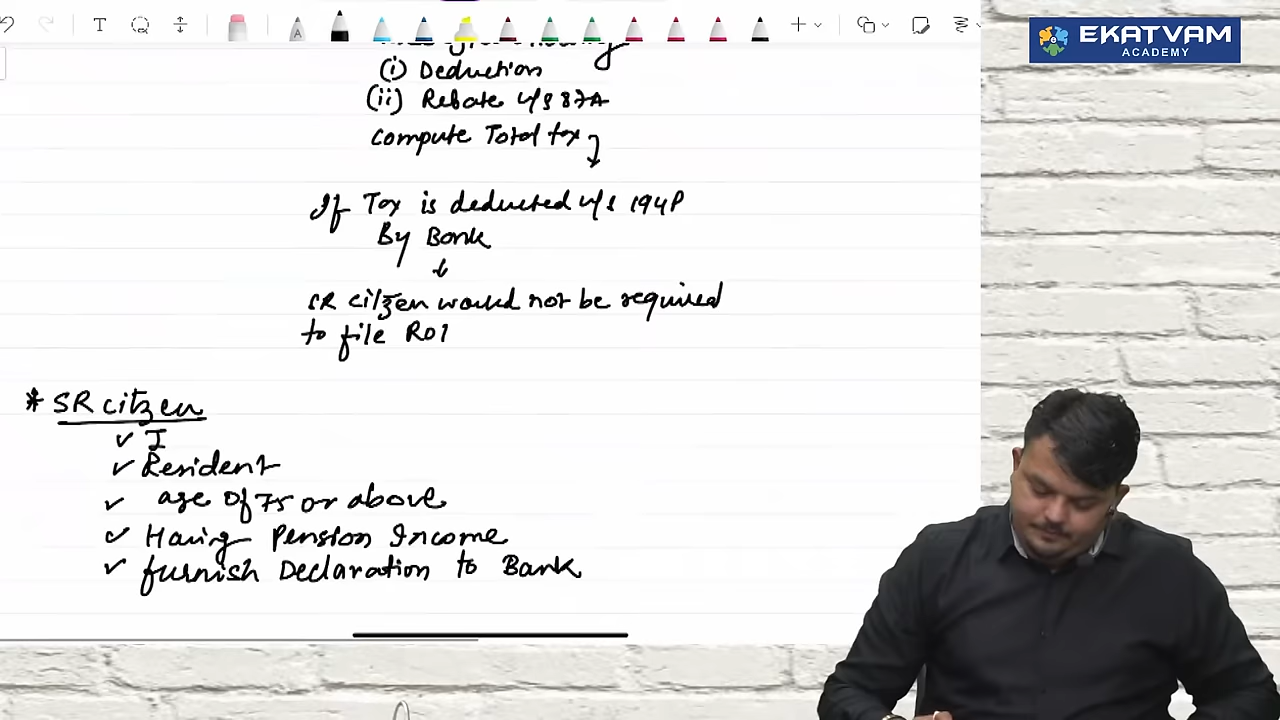 EKATVAM
ACADEMY
(i) Deduction
(ii) Rebate u/s 87A
compute Total tax
If Tax is deducted u/s 194P
By Bank
SR citizen would not be required
to file ROI
* SR citzen
✓ I
✓ Resident
✓ age of 75 or above
✓ Having Pension Income
✓ furnish Declaration to Bank